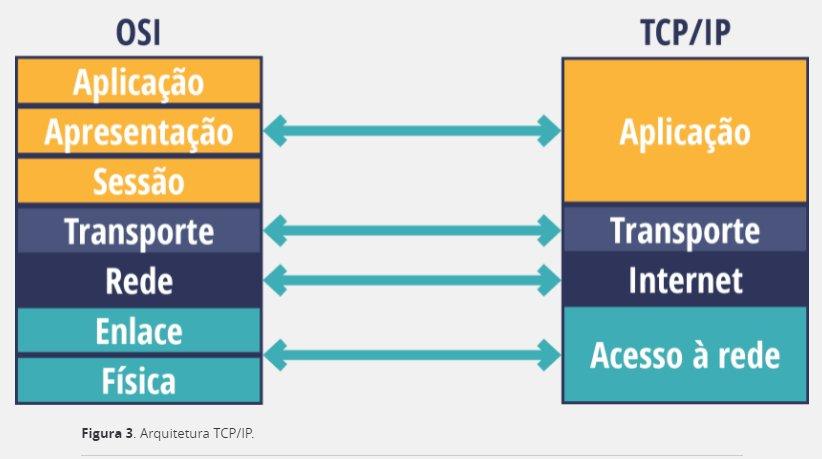 OSI
TCP/IP
Aplicação
Apresentação
Sessão
Transporte
Rede
Enlace
Física
Aplicação
Transporte
Internet
Acesso à rede
Figura 3. Arquitetura TCP/IP.